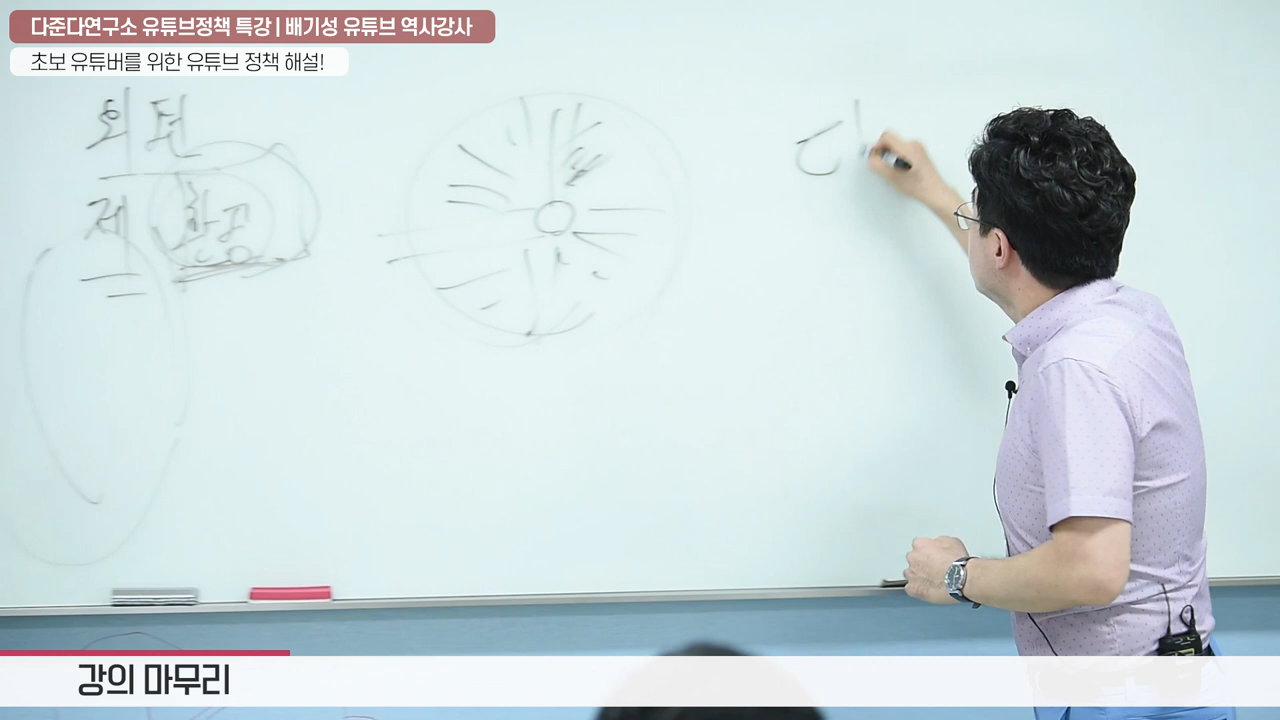 다준다연구소 유튜브정책 특강 | 배기성 유튜브 역사강사
초보 유튜버를 위한 유튜브 정책 해설!
제
강의 마무리